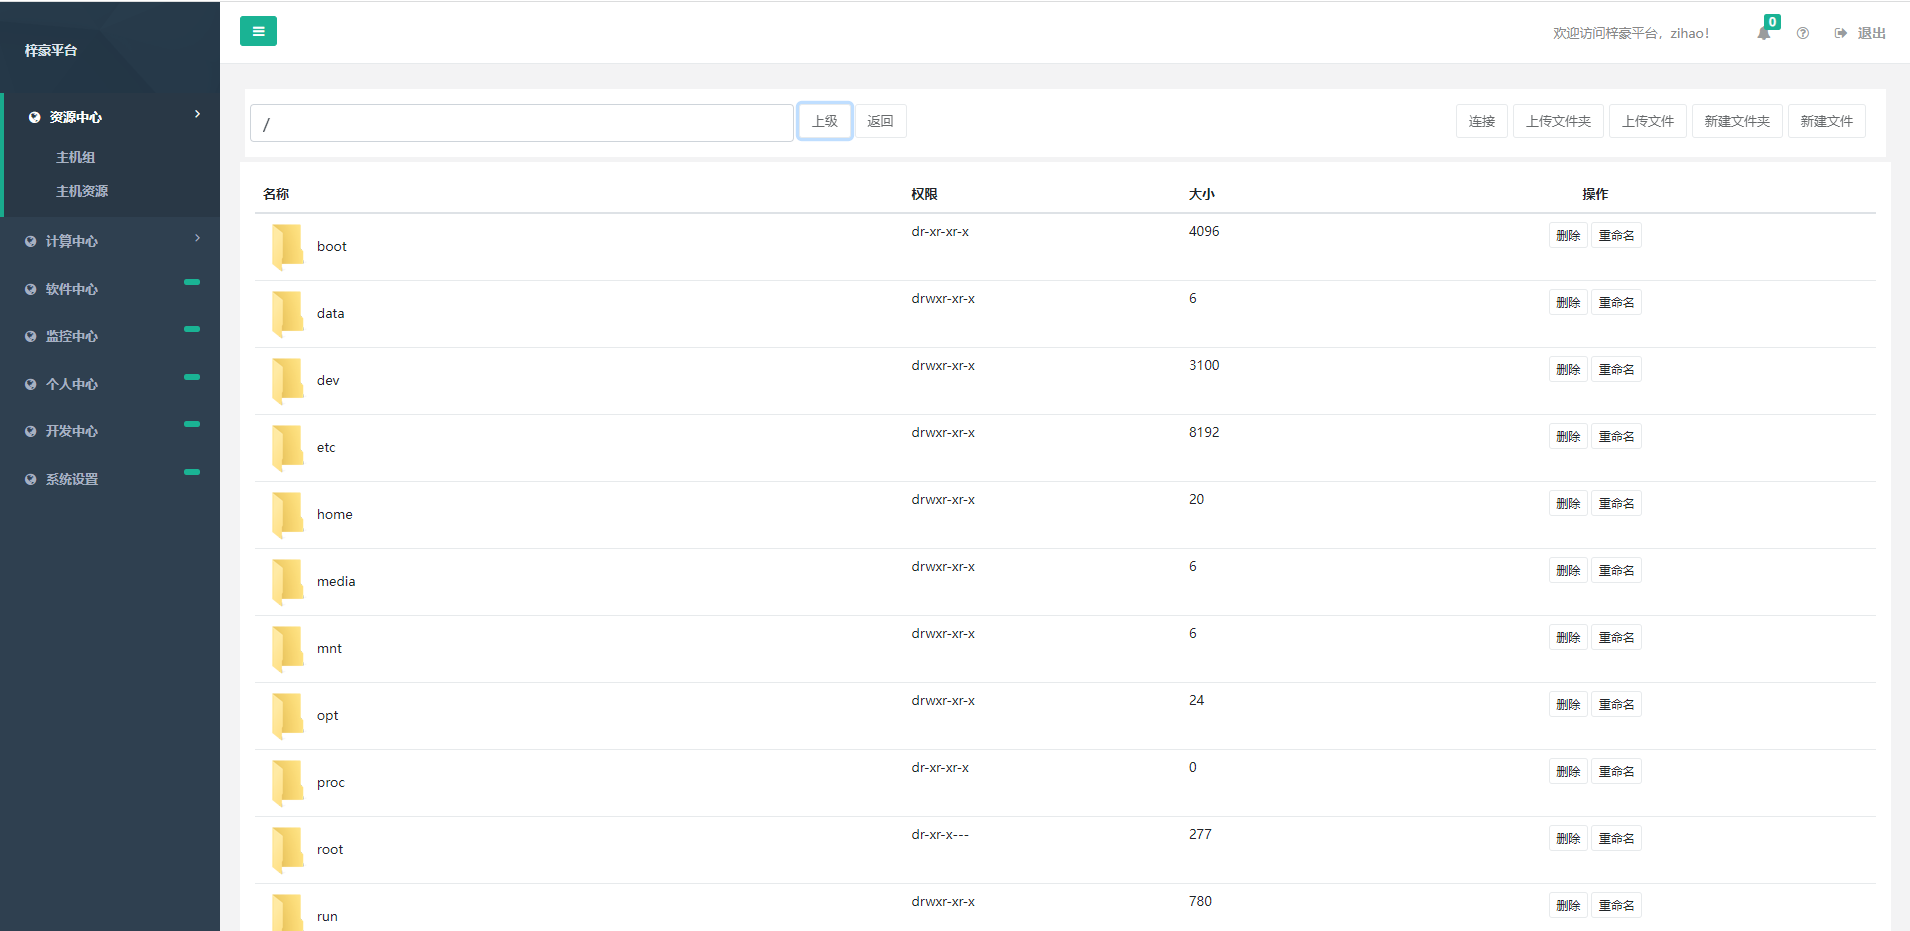 梓豪平台
欢迎访问梓豪平台，zihao!
0
退出
资源中心
主机组
主机资源
计算中心
软件中心
监控中心
个人中心
开发中心
系统设置
/ 上级 返回 连接 上传文件夹 上传文件 新建文件夹 新建文件
名称 权限 大小 操作
boot dr-xr-xr-x 4096 删除 重命名
data drwxr-xr-x 6 删除 重命名
dev drwxr-xr-x 3100 删除 重命名
etc drwxr-xr-x 8192 删除 重命名
home drwxr-xr-x 20 删除 重命名
media drwxr-xr-x 6 删除 重命名
mnt drwxr-xr-x 6 删除 重命名
opt drwxr-xr-x 24 删除 重命名
proc dr-xr-xr-x 0 删除 重命名
root dr-xr-x--- 277 删除 重命名
run drwxr-xr-x 780 删除 重命名